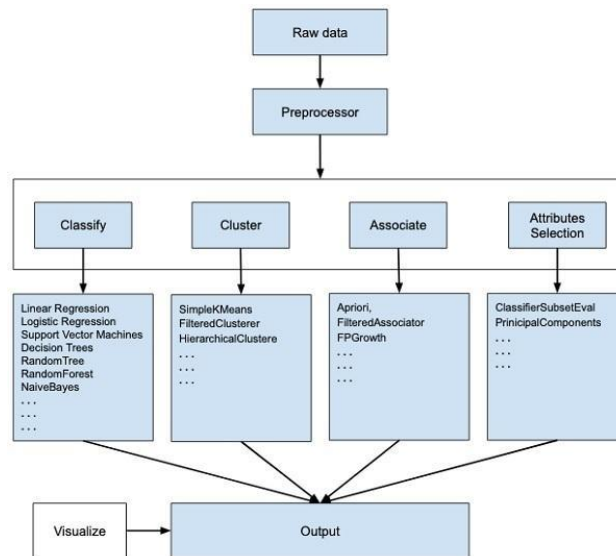 Raw data
Preprocessor
Classify
Cluster
Associate
Attributes
Selection
Linear Regression
Logistic Regression
Support Vector Machines
Decision Trees
RandomTree
RandomForest
NaiveBayes
. . .
. . .
. . .
SimpleKMeans
FilteredClusterer
HierarchicalClustere
. . .
. . .
. . .
Apriori,
FilteredAssociator
FPGrowth
. . .
. . .
. . .
ClassifierSubsetEval
PrinicipalComponents
. . .
. . .
. . .
Visualize
Output